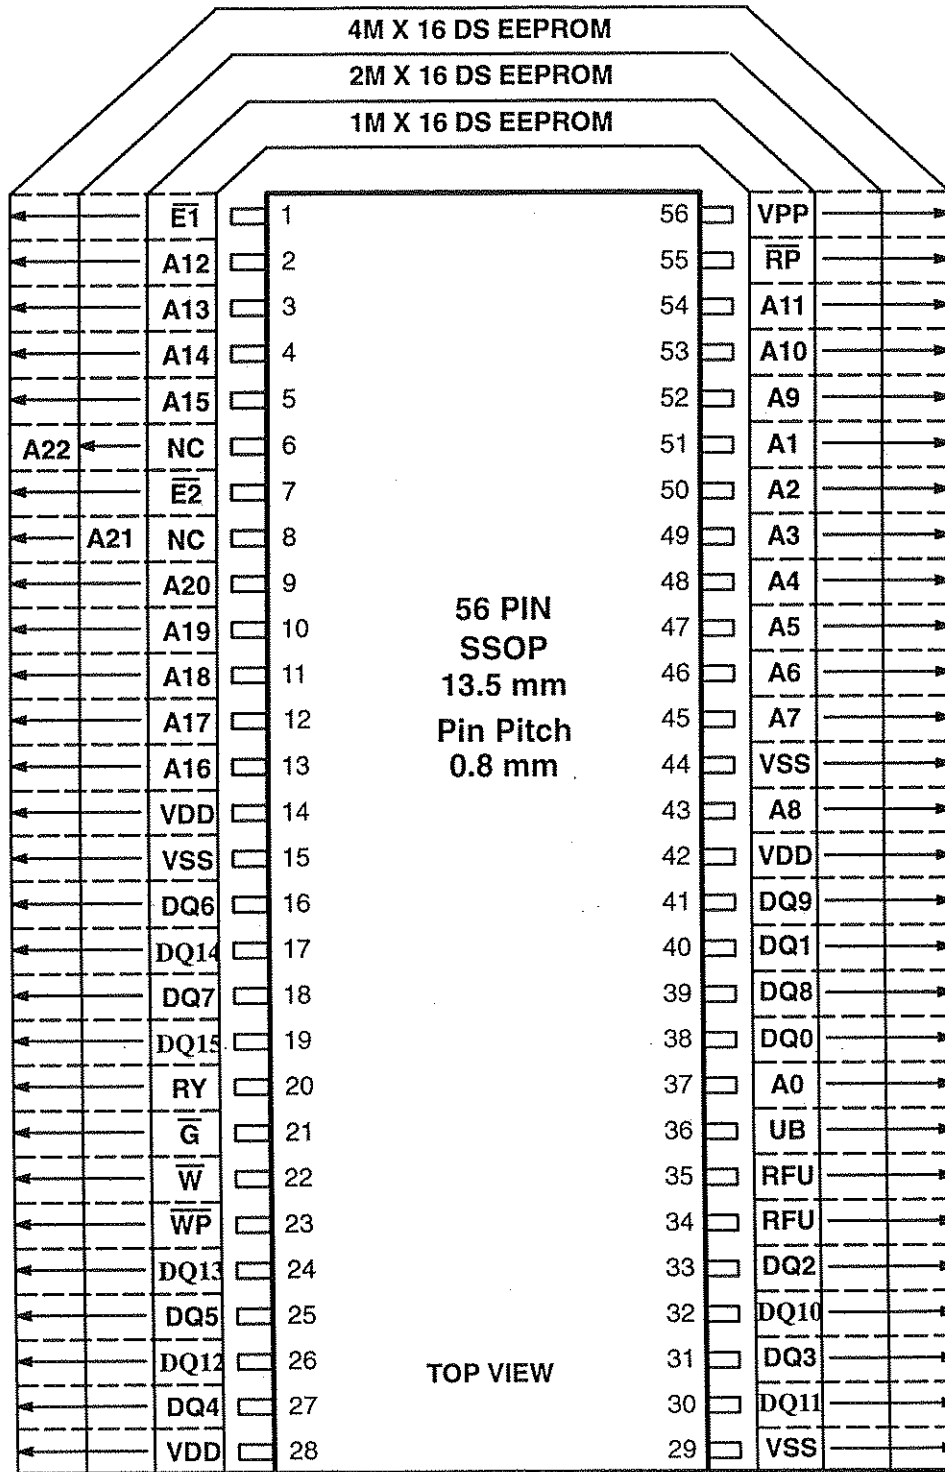 4M X 16 DS EEPROM
2M X 16 DS EEPROM
1M X 16 DS EEPROM
E1 1 56 VPP
A12 2 55 RP
A13 3 54 A11
A14 4 53 A10
A15 5 52 A9
A22 NC 6 51 A1
E2 7 50 A2
A21 NC 8 49 A3
A20 9 48 A4
A19 10 47 A5
A18 11 46 A6
A17 12 45 A7
A16 13 44 VSS
VDD 14 43 A8
VSS 15 42 VDD
DQ6 16 41 DQ9
DQ14 17 40 DQ1
DQ7 18 39 DQ8
DQ15 19 38 DQ0
RY 20 37 A0
G 21 36 UB
W 22 35 RFU
WP 23 34 RFU
DQ13 24 33 DQ2
DQ5 25 32 DQ10
DQ12 26 31 DQ3
DQ4 27 30 DQ11
VDD 28 29 VSS
56 PIN
SSOP
13.5 mm
Pin Pitch
0.8 mm
TOP VIEW